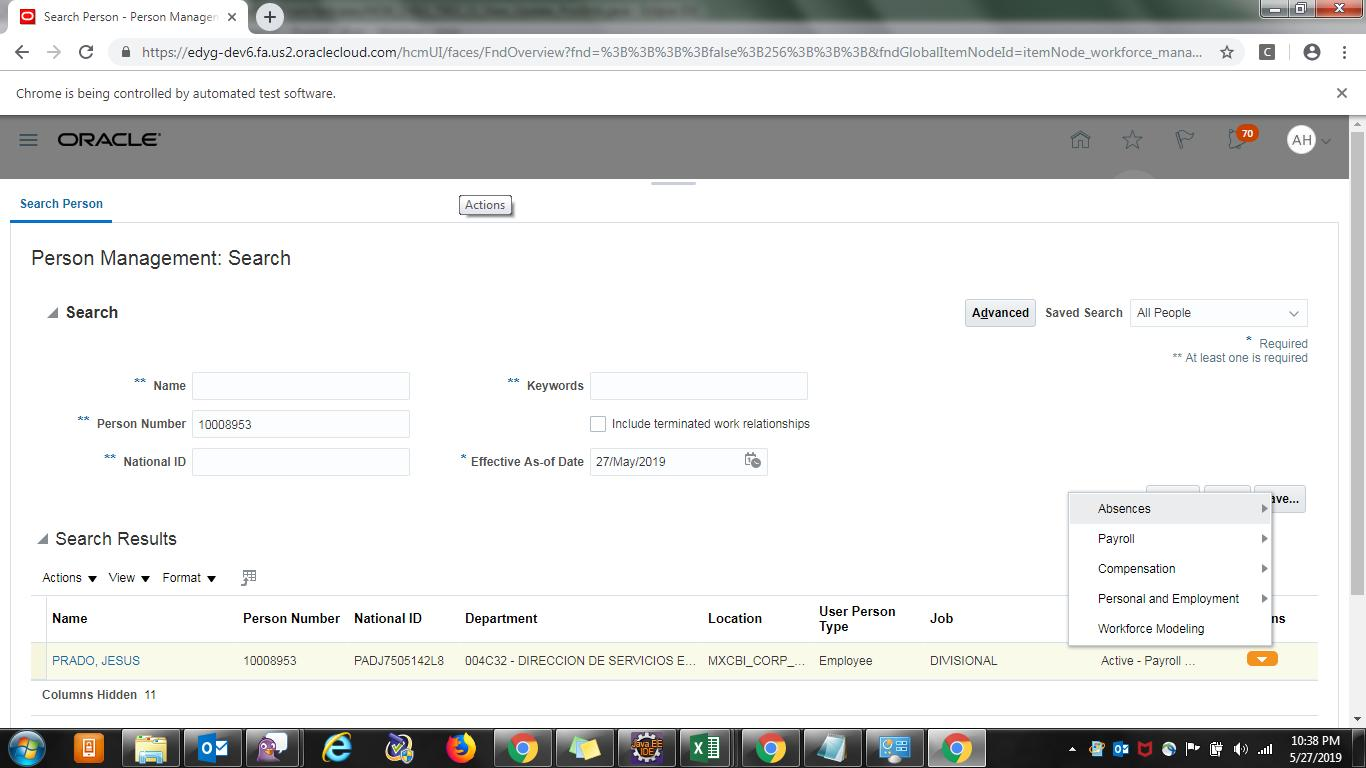 Search Person - Person Managem
https://edyg-dev6.fa.us2.oraclecloud.com/hcmUI/faces/FndOverview?fnd=%3B%3B%3B%3Bfalse%3B256%3B%3B%3B&fndGlobalItemNodeId=itemNode_workforce_mana...
C
Chrome is being controlled by automated test software.
ORACLE
70
AH
Search Person
Actions
Person Management: Search
Search
Advanced
Saved Search
All People
* Required
** At least one is required
** Name
** Keywords
** Person Number 10008953
Include terminated work relationships
** National ID
* Effective As-of Date 27/May/2019
ave...
Absences
Payroll
Compensation
Personal and Employment
Workforce Modeling
Search Results
Actions View Format
Name Person Number National ID Department Location User Person Type Job ns
PRADO, JESUS 10008953 PADJ7505142L8 004C32 - DIRECCION DE SERVICIOS E... MXCBI_CORP_... Employee DIVISIONAL Active - Payroll ...
Columns Hidden 11
Java EE
IDE
10:38 PM
5/27/2019